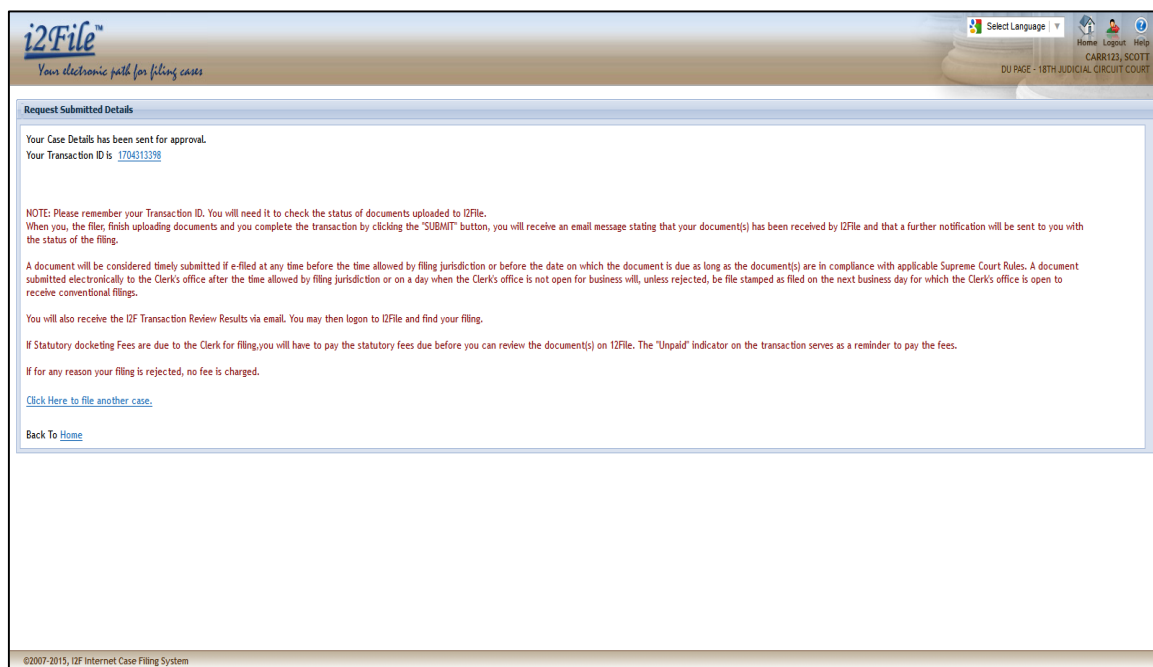 i2File™
Your electronic path for filing cases
Select Language ▼
Home Logout Help
CARR123, SCOTT
DU PAGE - 18TH JUDICIAL CIRCUIT COURT
Request Submitted Details
Your Case Details has been sent for approval.
Your Transaction ID is 1704313398
NOTE: Please remember your Transaction ID. You will need it to check the status of documents uploaded to I2File.
When you, the filer, finish uploading documents and you complete the transaction by clicking the "SUBMIT" button, you will receive an email message stating that your document(s) has been received by I2File and that a further notification will be sent to you with
the status of the filing.
A document will be considered timely submitted if e-filed at any time before the time allowed by filing jurisdiction or before the date on which the document is due as long as the document(s) are in compliance with applicable Supreme Court Rules. A document
submitted electronically to the Clerk's office after the time allowed by filing jurisdiction or on a day when the Clerk's office is not open for business will, unless rejected, be file stamped as filed on the next business day for which the Clerk's office is open to
receive conventional filings.
You will also receive the I2F Transaction Review Results via email. You may then logon to I2File and find your filing.
If Statutory docketing Fees are due to the Clerk for filing,you will have to pay the statutory fees due before you can review the document(s) on 12File. The "Unpaid" indicator on the transaction serves as a reminder to pay the fees.
If for any reason your filing is rejected, no fee is charged.
Click Here to file another case.
Back To Home
©2007-2015, I2F Internet Case Filing System